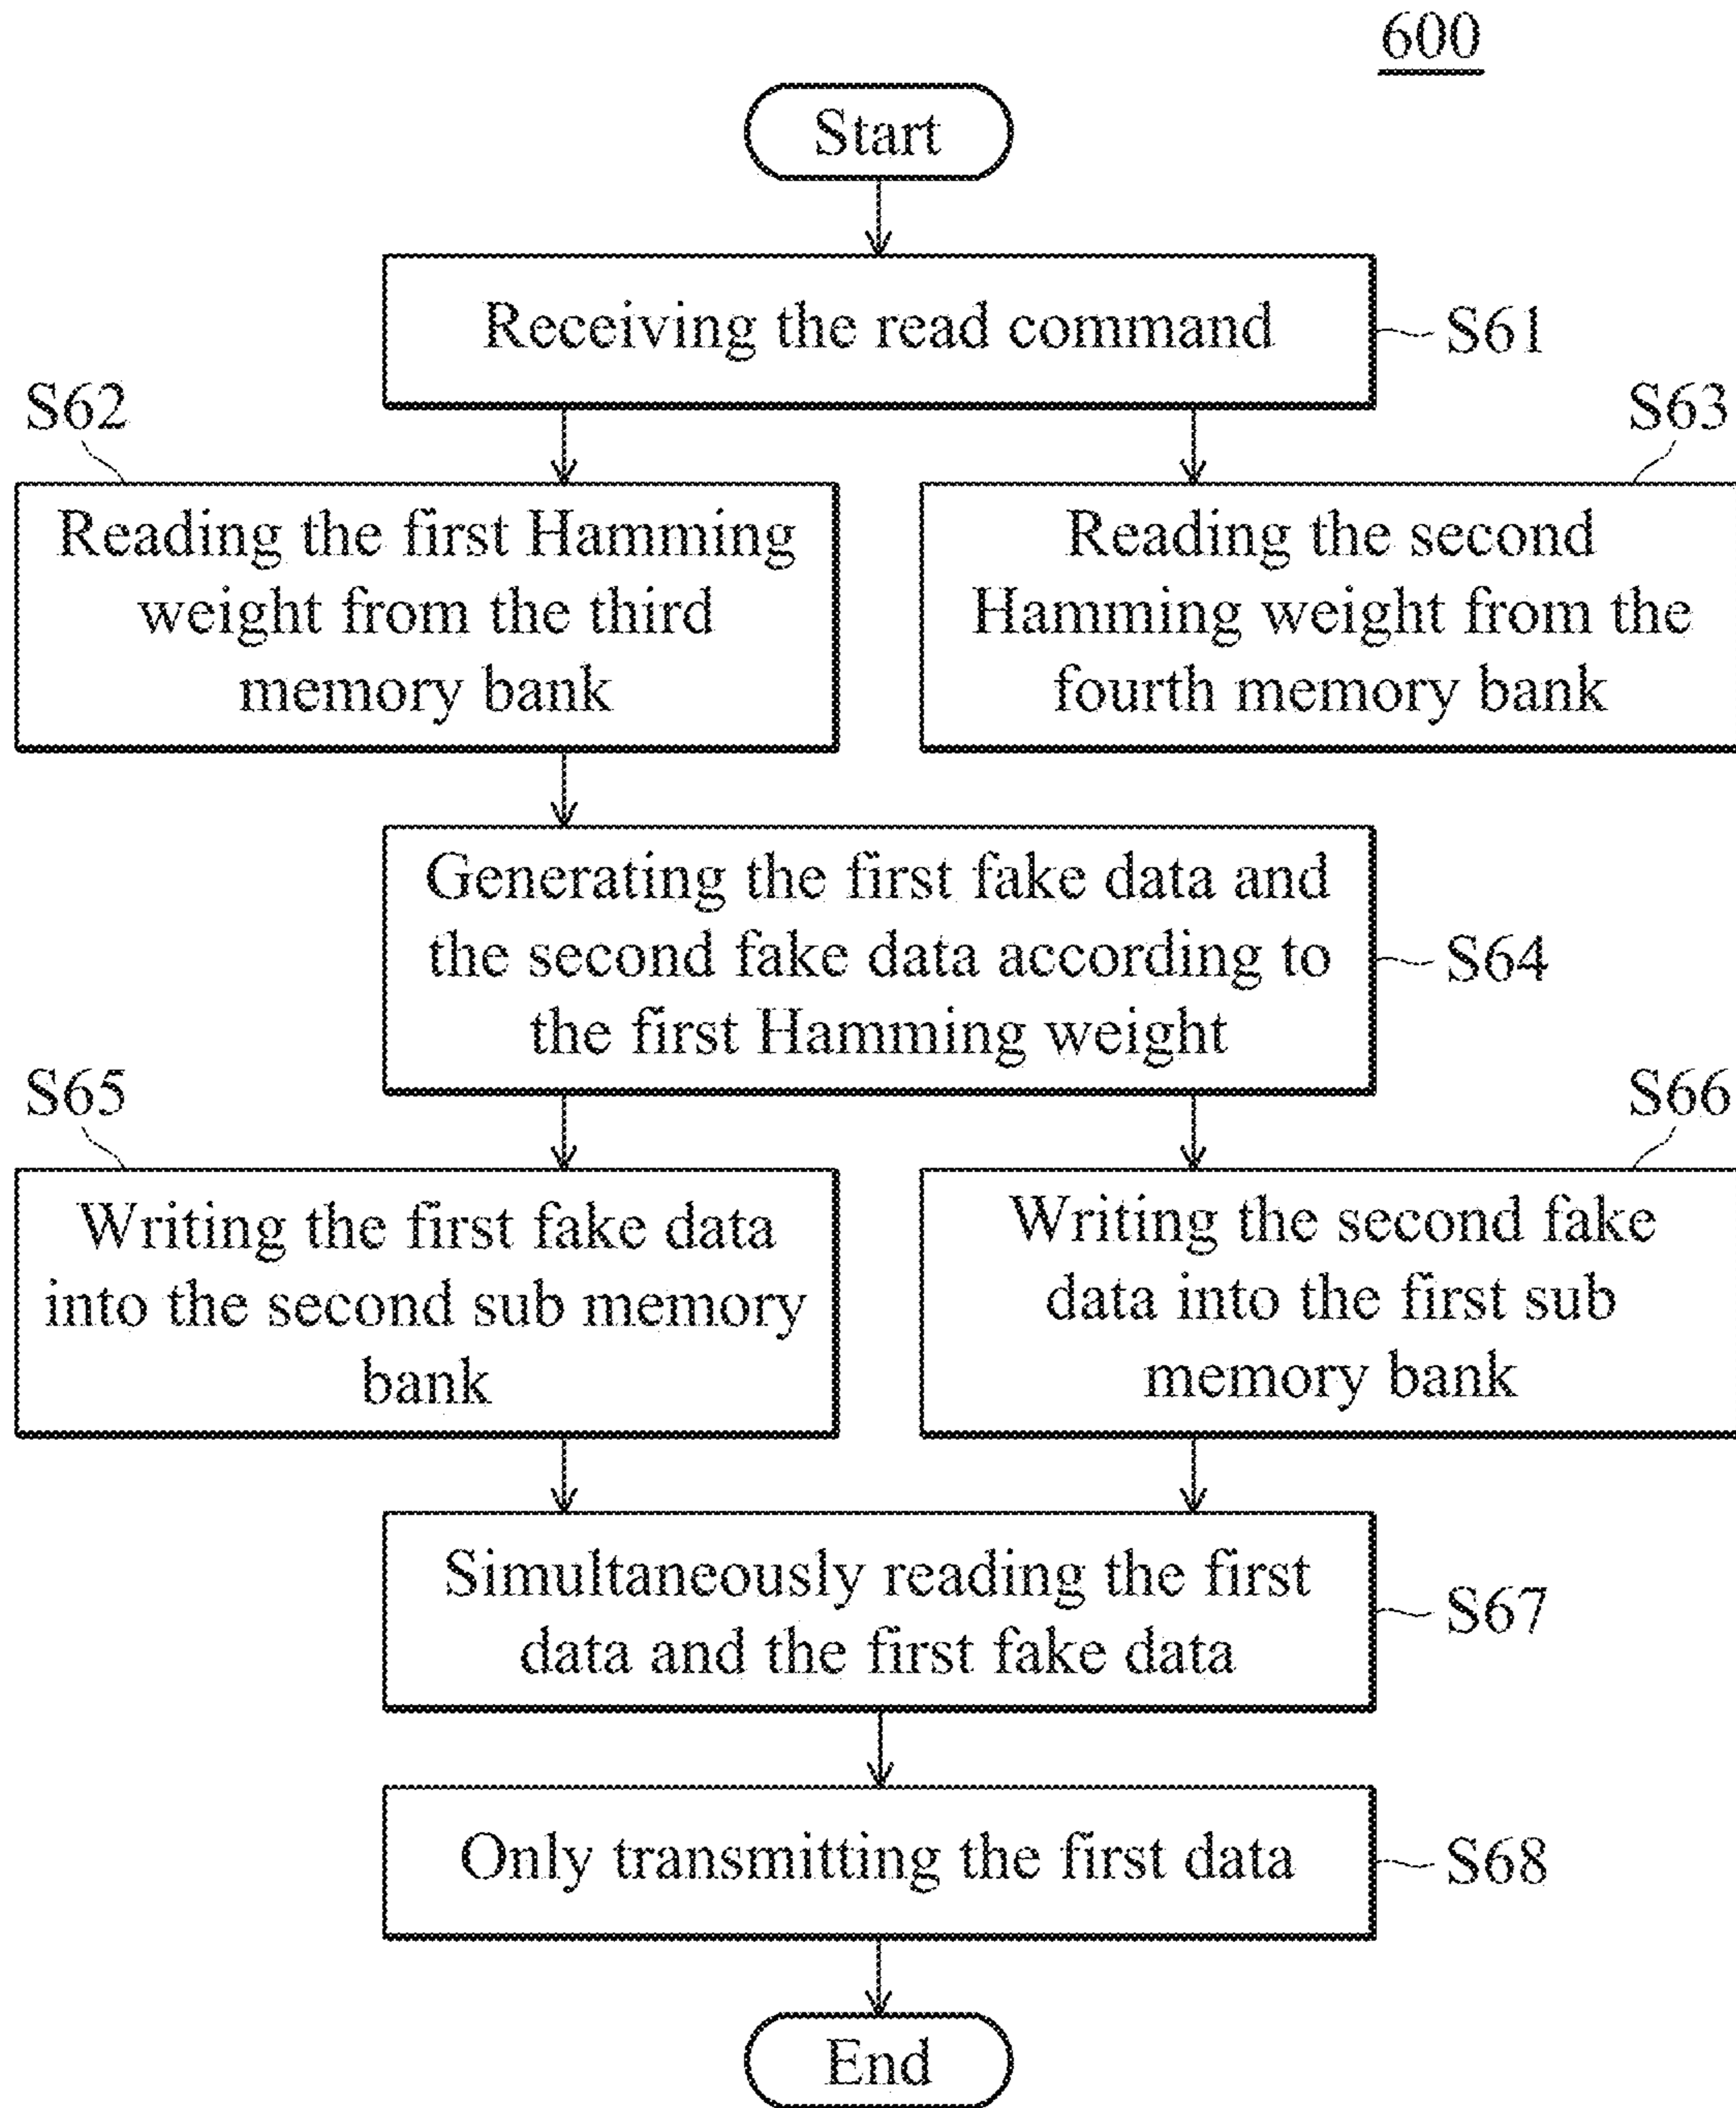 600
Start
Receiving the read command
S61
S62
S63
Reading the first Hamming
weight from the third
memory bank
Reading the second
Hamming weight from the
fourth memory bank
Generating the first fake data and
the second fake data according to
the first Hamming weight
S64
S65
S66
Writing the first fake data
into the second sub memory
bank
Writing the second fake
data into the first sub
memory bank
Simultaneously reading the first
data and the first fake data
S67
Only transmitting the first data
S68
End